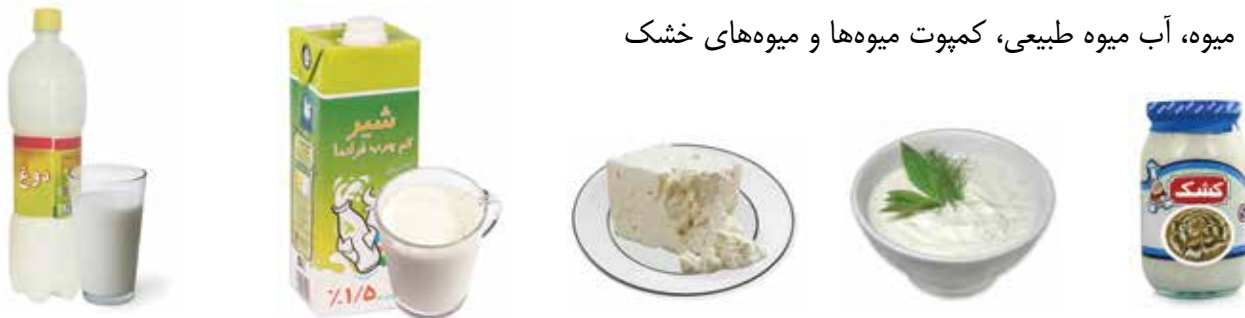 میوه، آب میوه طبیعی، کمپوت میوه‌ها و میوه‌های خشک
دوغ
شیر
کم چرب فرادما
٪۱/۵
کشک